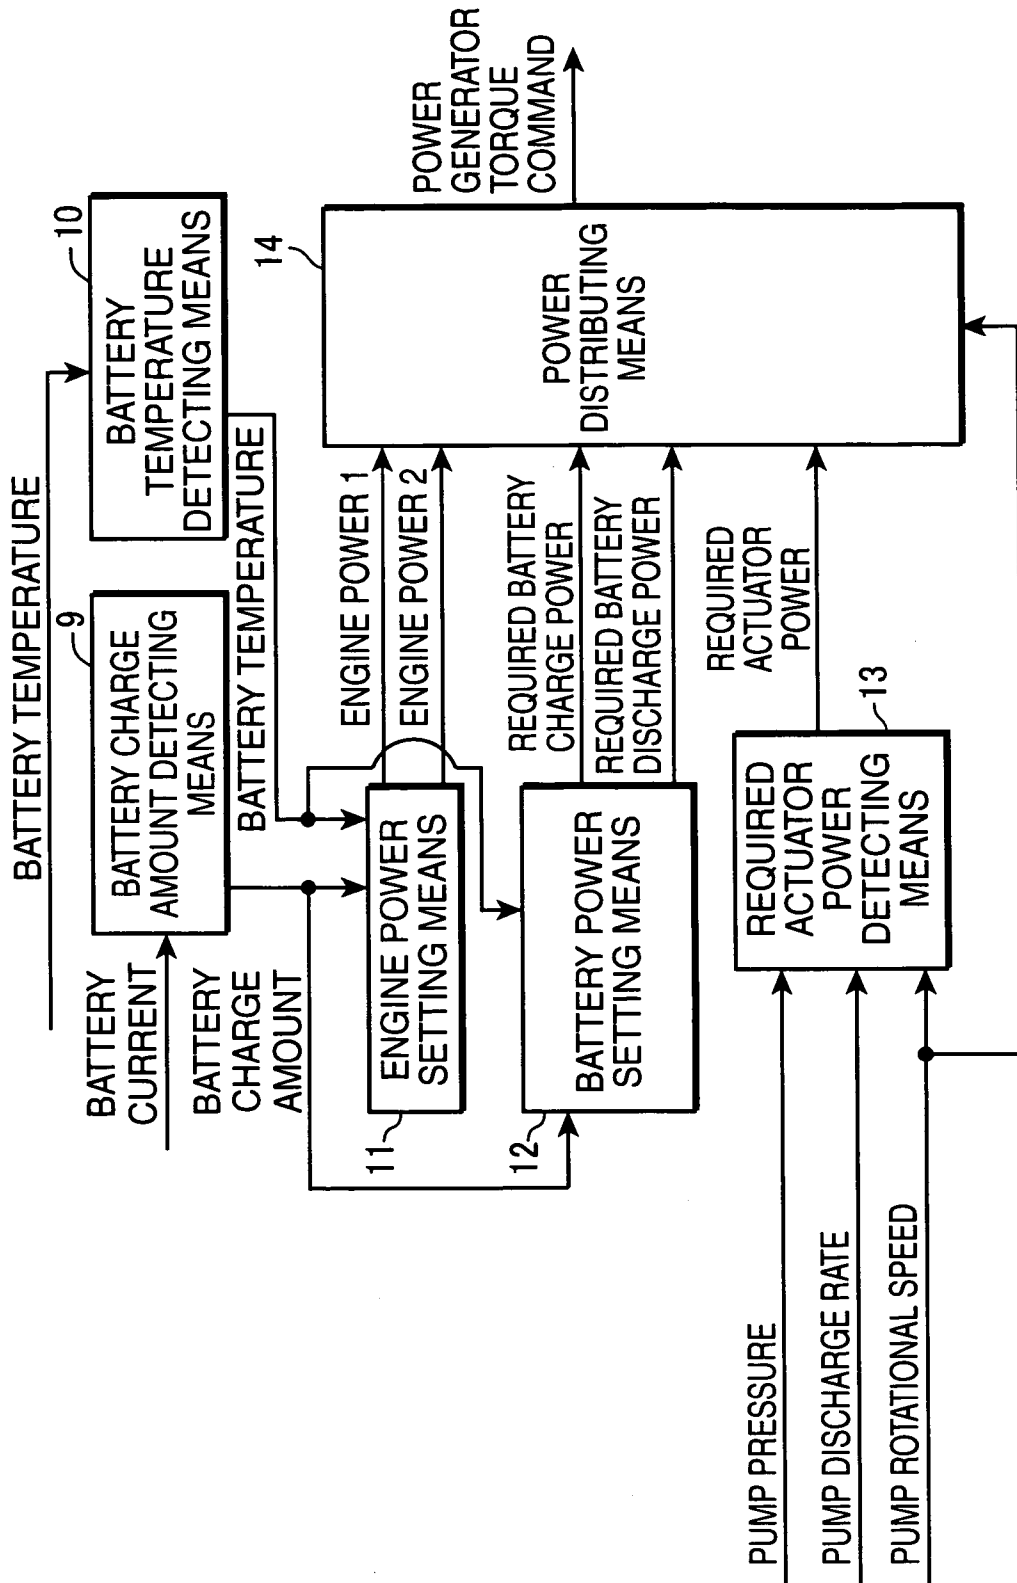 BATTERY TEMPERATURE
10
BATTERY
TEMPERATURE
DETECTING MEANS
9
BATTERY CHARGE
AMOUNT DETECTING
MEANS
BATTERY
CURRENT
BATTERY TEMPERATURE
BATTERY
CHARGE
AMOUNT
11
ENGINE POWER
SETTING MEANS
ENGINE POWER 1
ENGINE POWER 2
12
BATTERY POWER
SETTING MEANS
REQUIRED BATTERY
CHARGE POWER
REQUIRED BATTERY
DISCHARGE POWER
14
POWER
DISTRIBUTING
MEANS
POWER
GENERATOR
TORQUE
COMMAND
REQUIRED
ACTUATOR
POWER
13
REQUIRED
ACTUATOR
POWER
DETECTING
MEANS
PUMP PRESSURE
PUMP DISCHARGE RATE
PUMP ROTATIONAL SPEED